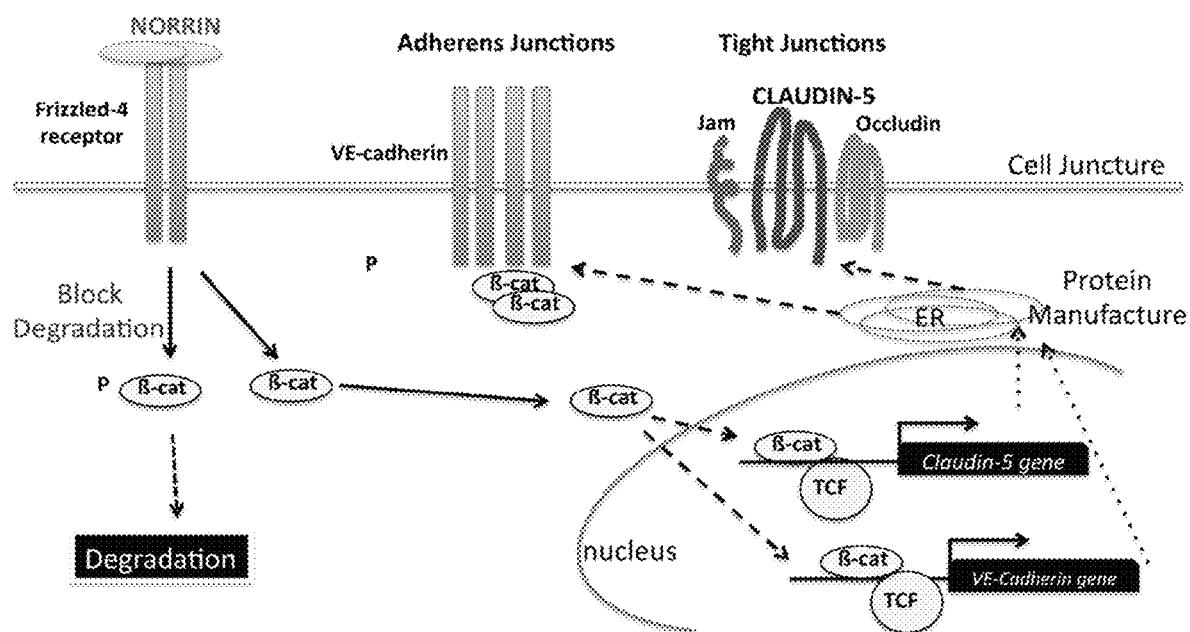 NORRIN
Adherens Junctions
Tight Junctions
Frizzled-4
receptor
VE-cadherin
CLAUDIN-5
Jam
Occludin
Cell Juncture
P
ß-cat
ß-cat
Block
Degradation
ER
Protein
Manufacture
P
ß-cat
ß-cat
ß-cat
ß-cat
TCF
Claudin-5 gene
Degradation
nucleus
ß-cat
TCF
VE-Cadherin gene